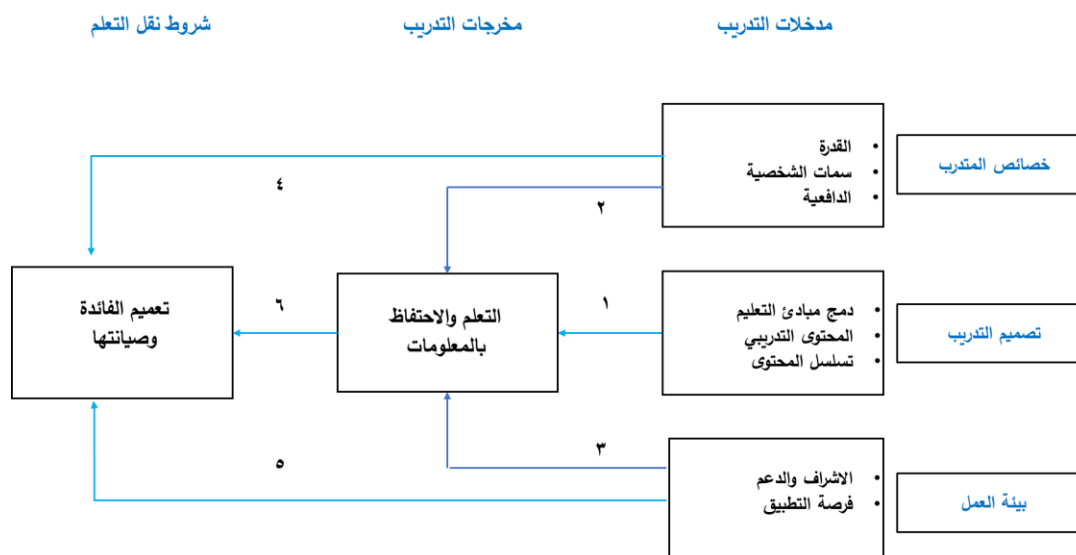 مدخلات التدريب
مخرجات التدريب
شروط نقل التعلم
خصائص المتدرب
• القدرة
• سمات الشخصية
• الدافعية
٤
٢
تصميم التدريب
• دمج مبادئ التعليم
• المحتوى التدريبي
• تسلسل المحتوى
١
التعلم والاحتفاظ
بالمعلومات
٦
تعميم الفائدة
وصيانتها
بيئة العمل
• الاشراف والدعم
• فرصة التطبيق
٣
٥